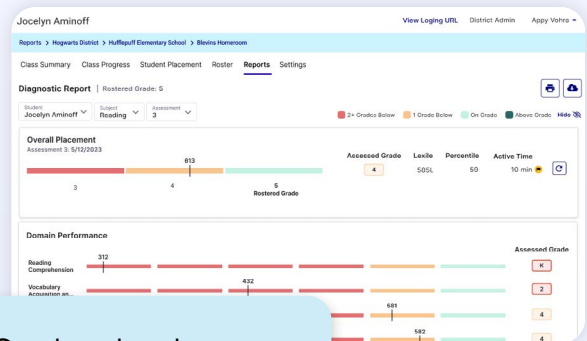 Jocelyn Aminoff
View Loging URL District Admin Appy Vohra
Reports > Hogwarts District > Hufflepuff Elementary School > Blevins Homeroom
Class Summary Class Progress Student Placement Roster Reports Settings
Diagnostic Report | Rostered Grade: 5
Student Subject Assessment
Jocelyn Aminoff Reading 3
2+ Grades Below 1 Grade Below On Grade Above Grade Hide
Overall Placement
Assessment 3: 5/12/2023
Assessed Grade Lexile Percentile Active Time
613
4 505L 59 10 min
3 4 5
Rostered Grade
Domain Performance
Assessed Grade
312
Reading Comprehension K
432
Vocabulary Acquisition an... 2
581
4
582
4